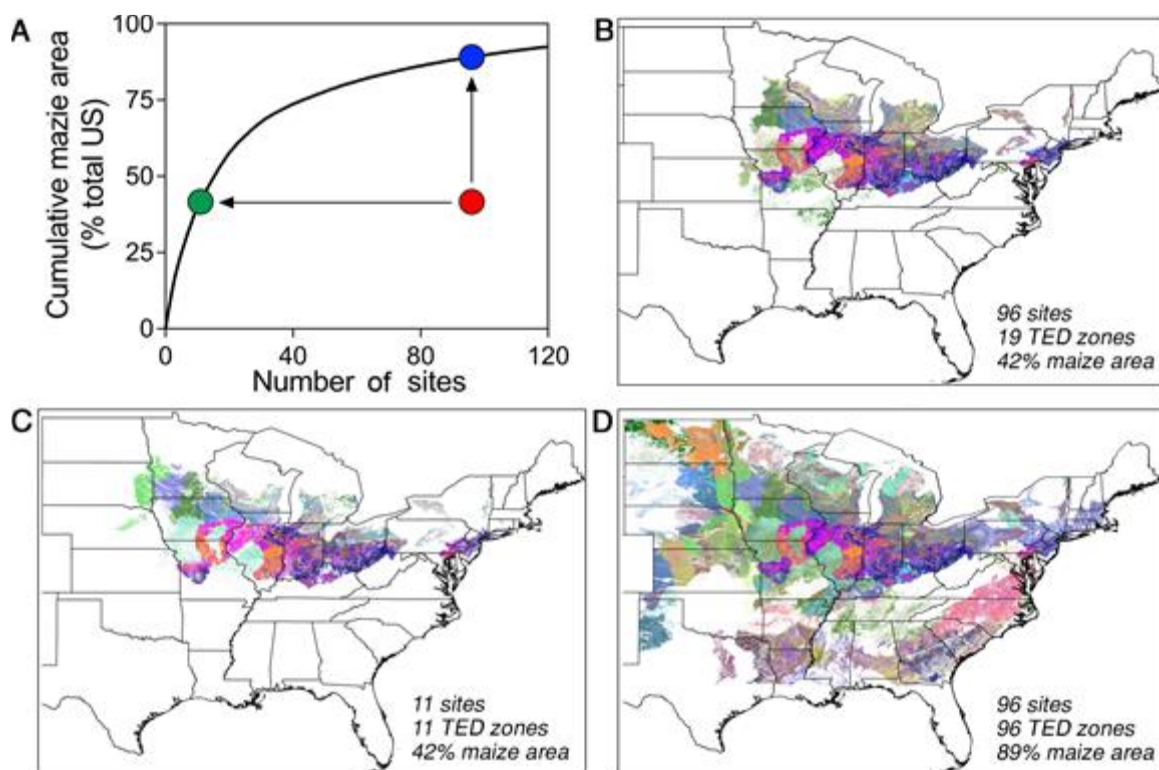 A
Cumulative mazie area
(% total US)
100
75
50
25
0
0 40 80 120
Number of sites
B
96 sites
19 TED zones
42% maize area
C
11 sites
11 TED zones
42% maize area
D
96 sites
96 TED zones
89% maize area